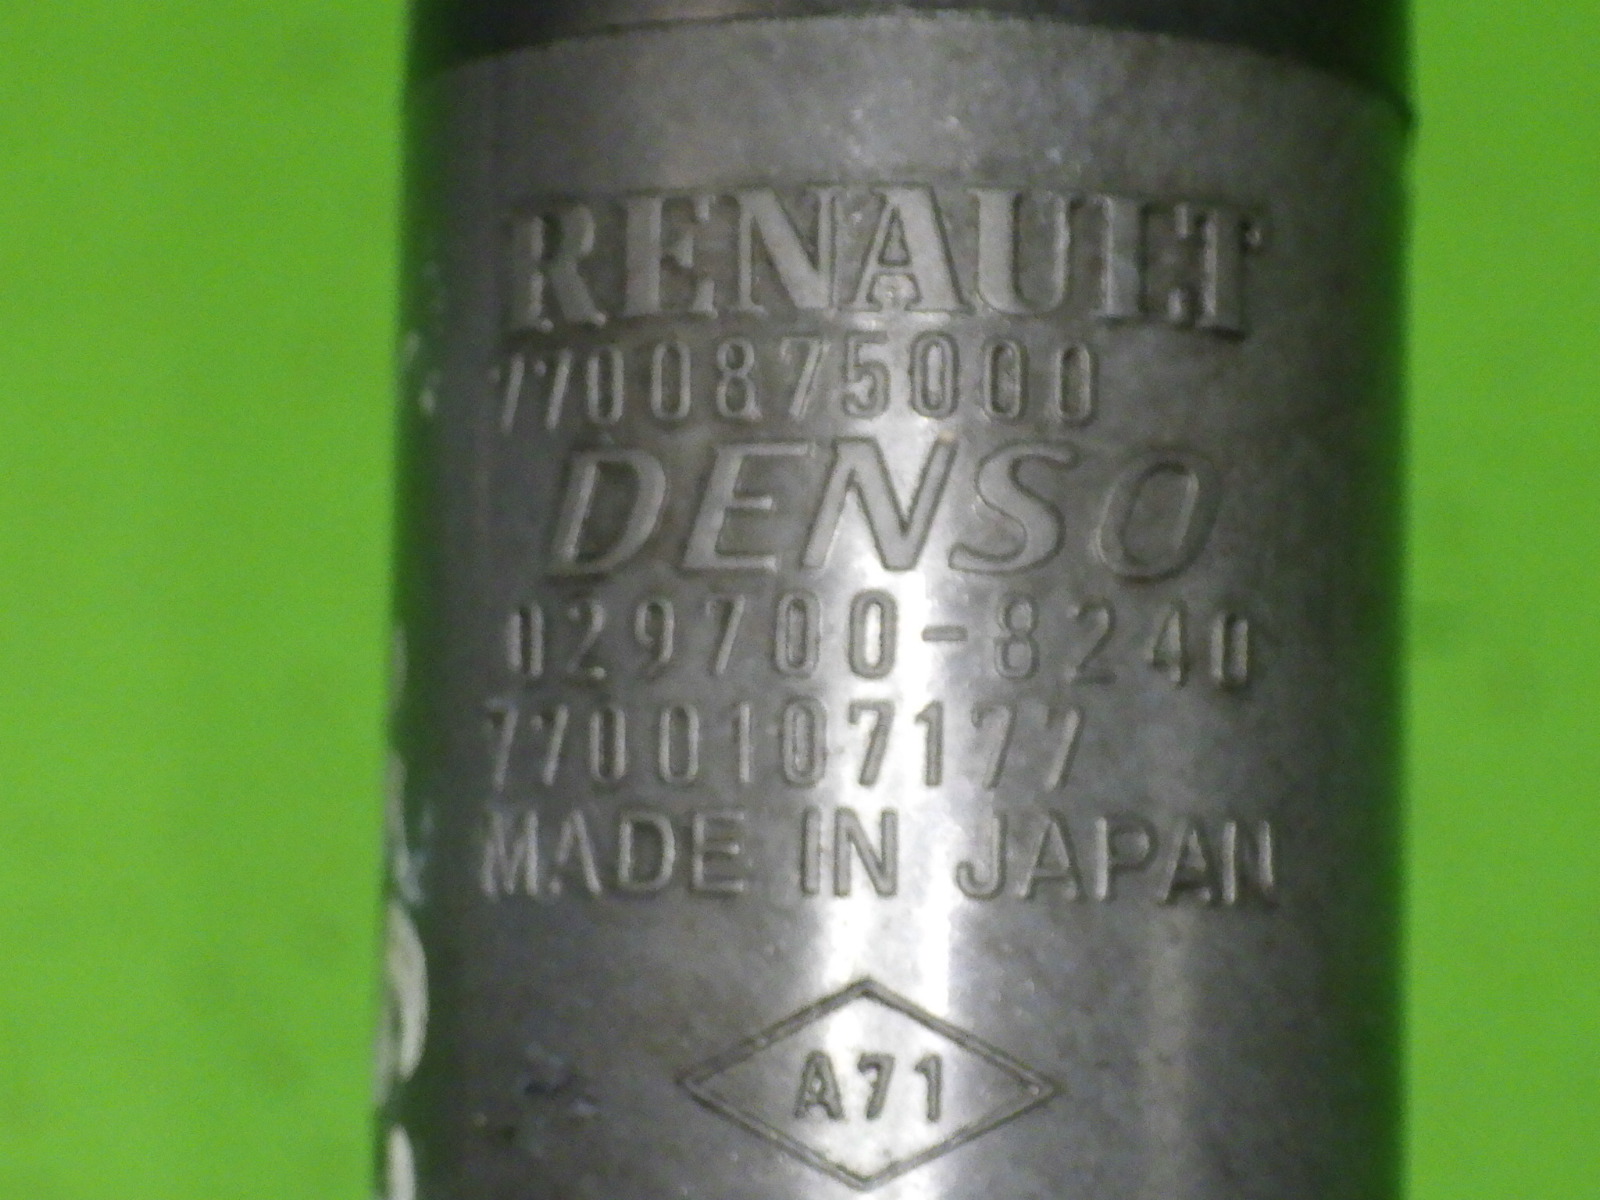 RENAULT
7700875000
DENSO
029700-8240
7700107177
MADE IN JAPAN
A71